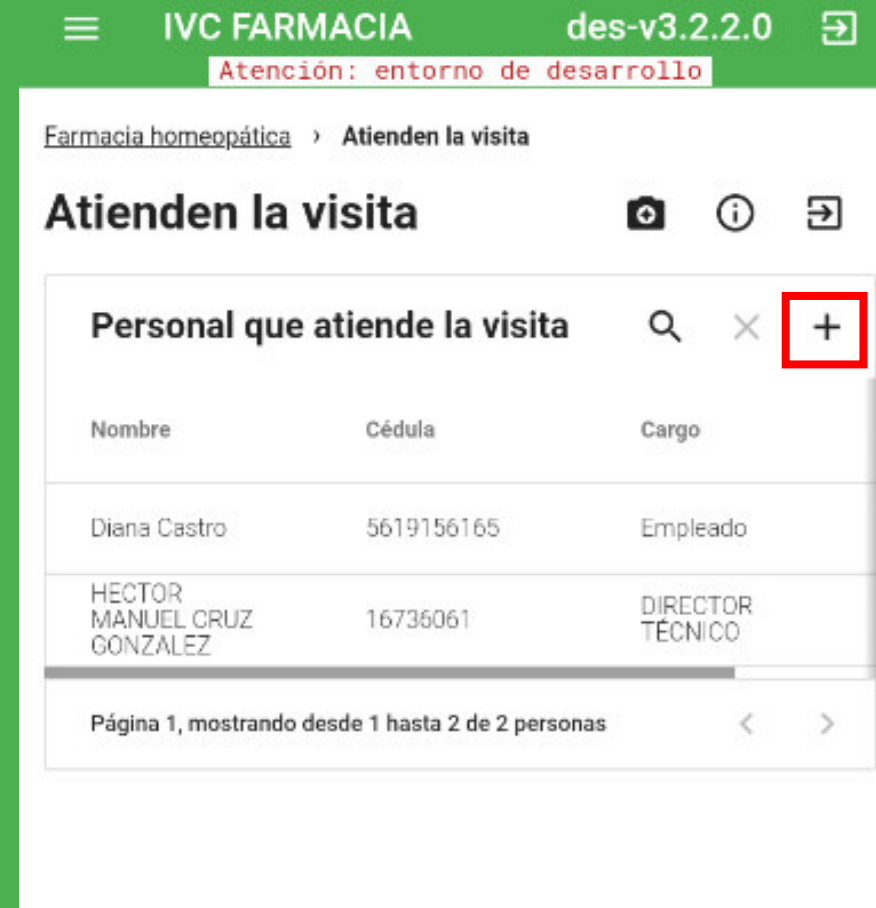 IVC FARMACIA des-v3.2.2.0
Atención: entorno de desarrollo
Farmacia homeopática › Atienden la visita
Atienden la visita
Personal que atiende la visita
Nombre Cédula Cargo
Diana Castro 5619156165 Empleado
HECTOR
MANUEL CRUZ
GONZALEZ
16736061
DIRECTOR
TÉCNICO
Página 1, mostrando desde 1 hasta 2 de 2 personas